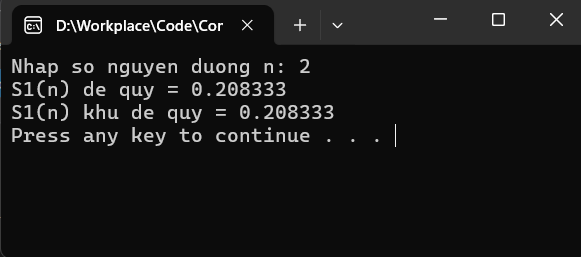 D:\Workplace\Code\Cor
Nhap so nguyen duong n: 2
S1(n) de quy = 0.208333
S1(n) khu de quy = 0.208333
Press any key to continue . . .